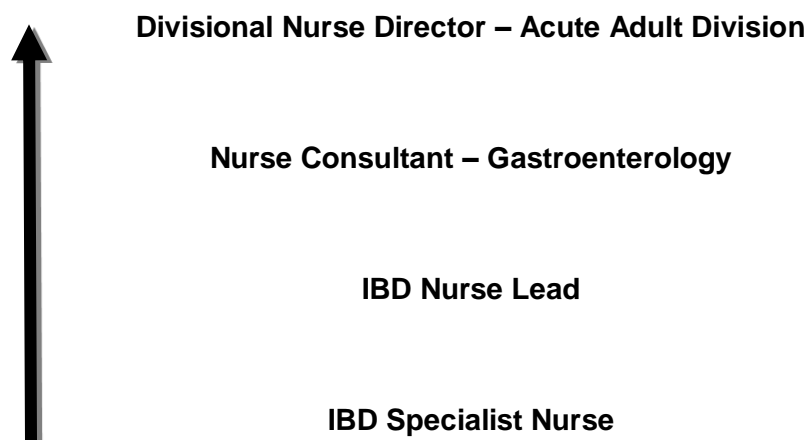 Divisional Nurse Director – Acute Adult Division
Nurse Consultant – Gastroenterology
IBD Nurse Lead
IBD Specialist Nurse